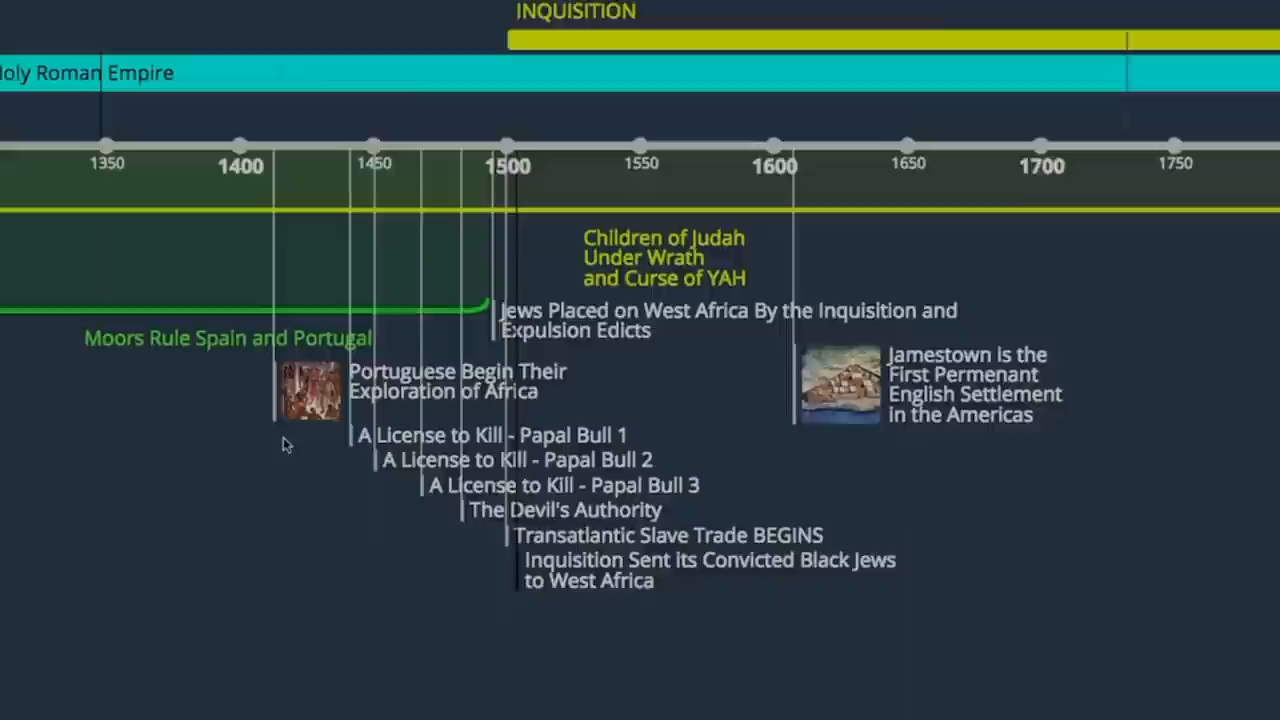 INQUISITION
Holy Roman Empire
1350
1400
1450
1500
1550
1600
1650
1700
1750
Children of Judah
Under Wrath
and Curse of YAH
Jews Placed on West Africa By the Inquisition and
Expulsion Edicts
Moors Rule Spain and Portugal
Portuguese Begin Their
Exploration of Africa
Jamestown is the
First Permenant
English Settlement
in the Americas
A License to Kill - Papal Bull 1
A License to Kill - Papal Bull 2
A License to Kill - Papal Bull 3
The Devil's Authority
Transatlantic Slave Trade BEGINS
Inquisition Sent its Convicted Black Jews
to West Africa